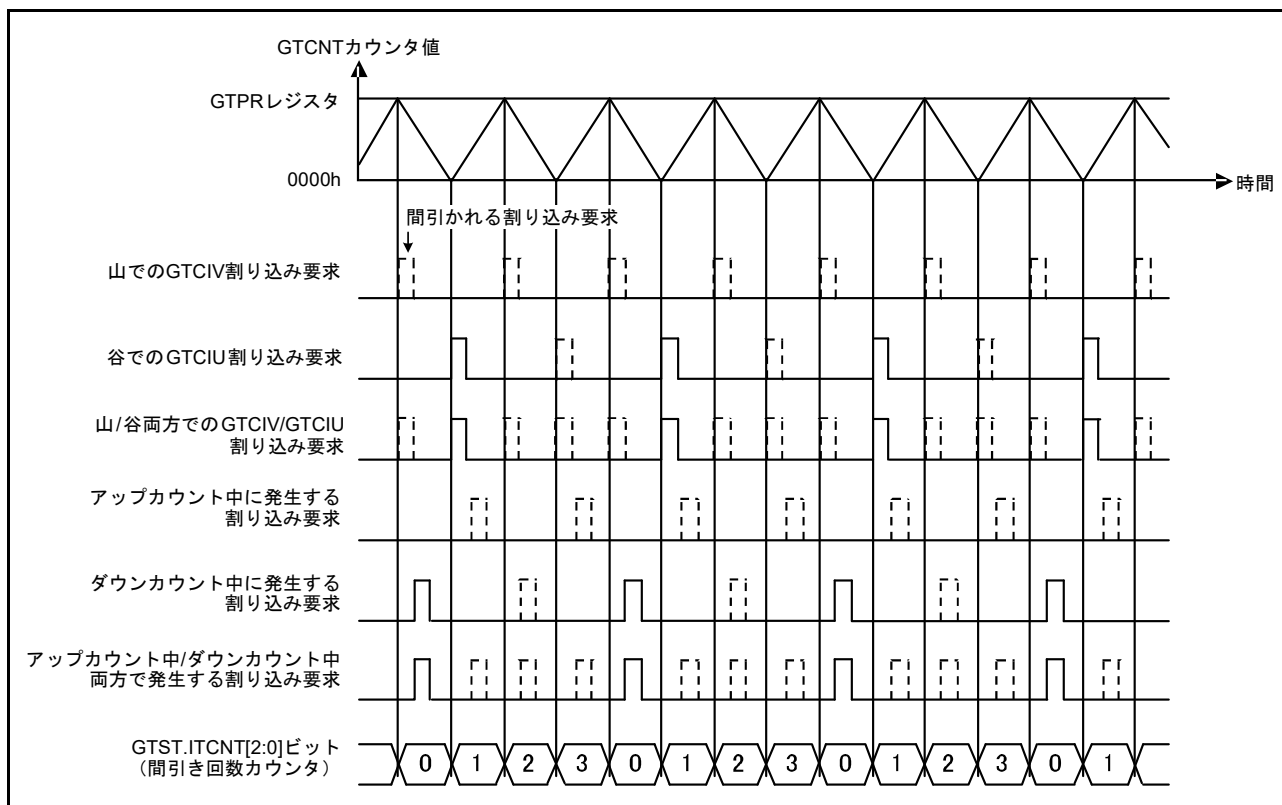 GTCNTカウンタ値
GTPRレジスタ
0000h
時間
間引かれる割り込み要求
山でのGTCIV割り込み要求
谷でのGTCIU割り込み要求
山/谷両方でのGTCIV/GTCIU
割り込み要求
アップカウント中に発生する
割り込み要求
ダウンカウント中に発生する
割り込み要求
アップカウント中/ダウンカウント中
両方で発生する割り込み要求
GTST.ITCNT[2:0]ビット
(間引き回数カウンタ)
0 1 2 3 0 1 2 3 0 1 2 3 0 1